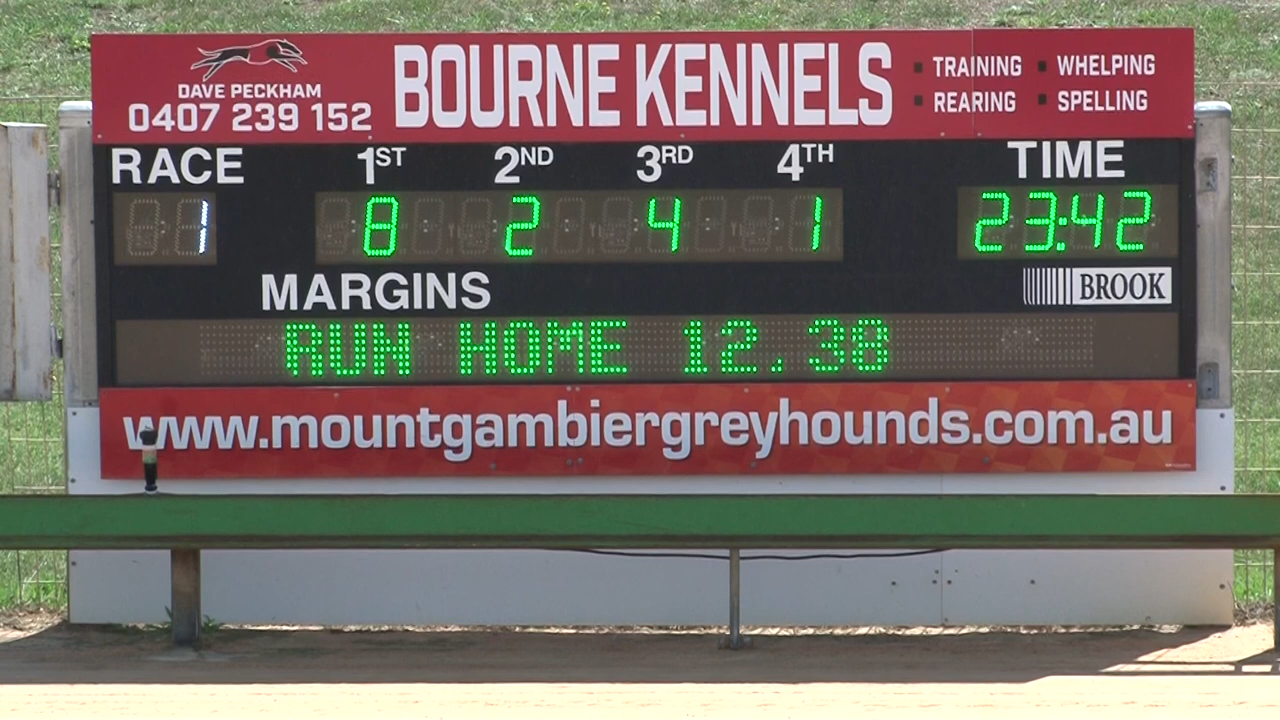 DAVE PECKHAM
0407 239 152
BOURNE KENNELS
TRAINING WHELPING
REARING SPELLING
RACE 1ST 2ND 3RD 4TH TIME
1 8 2 4 1 23:42
MARGINS
BROOK
RUN HOME 12.38
www.mountgambiergreyhounds.com.au